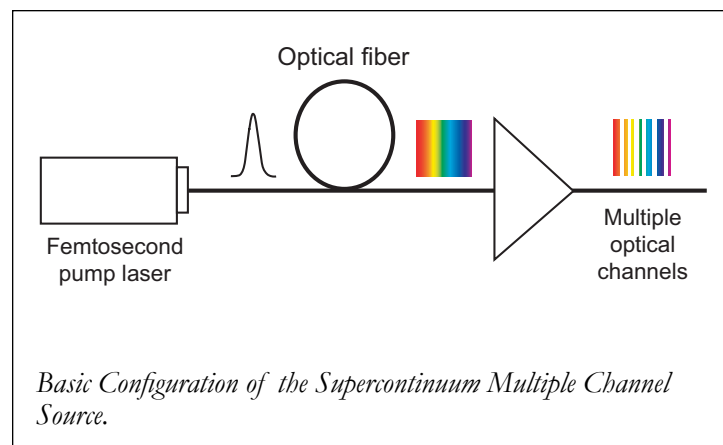 Optical fiber
Femtosecond
pump laser
Multiple
optical
channels
Basic Configuration of the Supercontinuum Multiple Channel
Source.